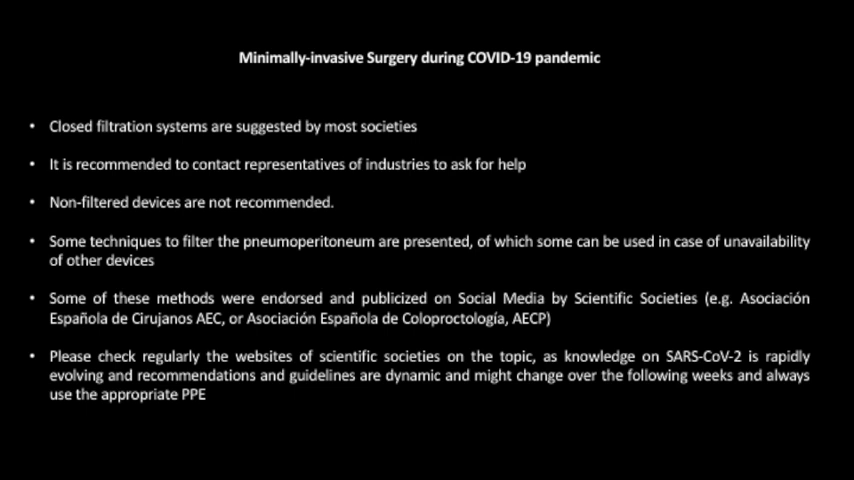 Minimally-invasive Surgery during COVID-19 pandemic
• Closed filtration systems are suggested by most societies
• It is recommended to contact representatives of industries to ask for help
• Non-filtered devices are not recommended.
• Some techniques to filter the pneumoperitoneum are presented, of which some can be used in case of unavailability
of other devices
• Some of these methods were endorsed and publicized on Social Media by Scientific Societies (e.g. Asociación
Española de Cirujanos AEC, or Asociación Española de Coloproctología, AECP)
• Please check regularly the websites of scientific societies on the topic, as knowledge on SARS-CoV-2 is rapidly
evolving and recommendations and guidelines are dynamic and might change over the following weeks and always
use the appropriate PPE